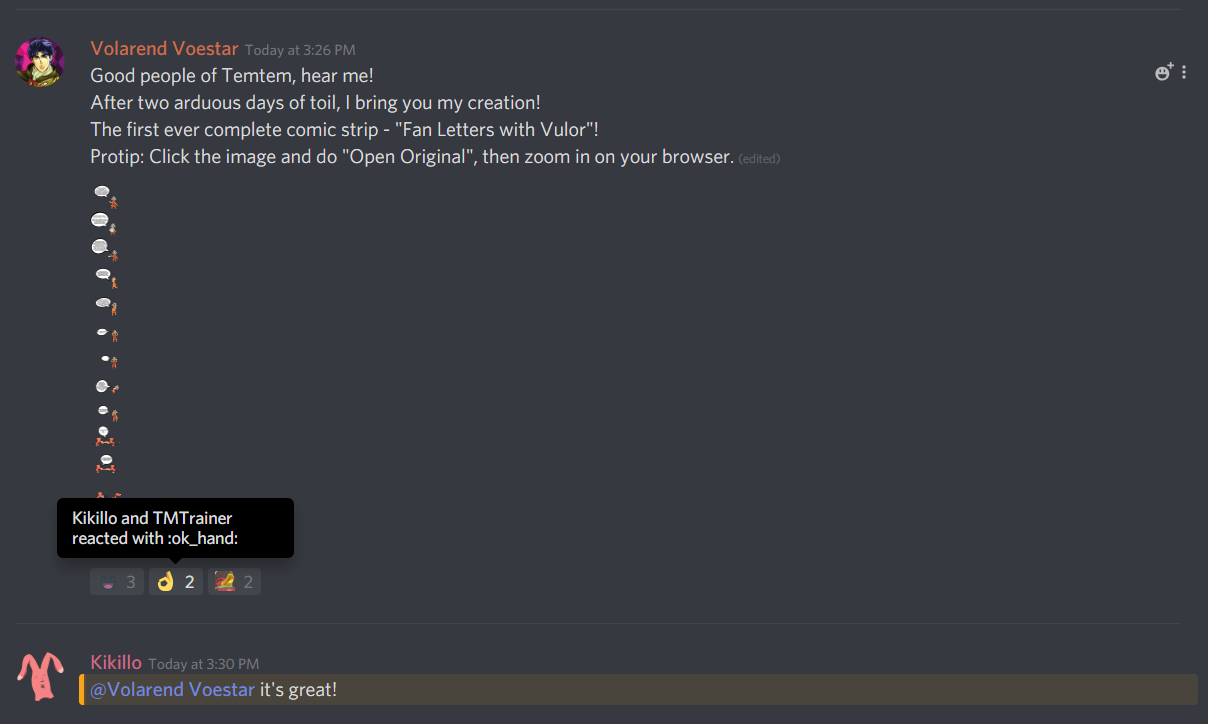 Volarend Voestar Today at 3:26 PM
Good people of Temtem, hear me!
After two arduous days of toil, I bring you my creation!
The first ever complete comic strip - "Fan Letters with Vulor"!
Protip: Click the image and do "Open Original", then zoom in on your browser. (edited)
Kikillo and TMTrainer
reacted with :ok_hand:
3 2 2
Kikillo Today at 3:30 PM
@Volarend Voestar it's great!